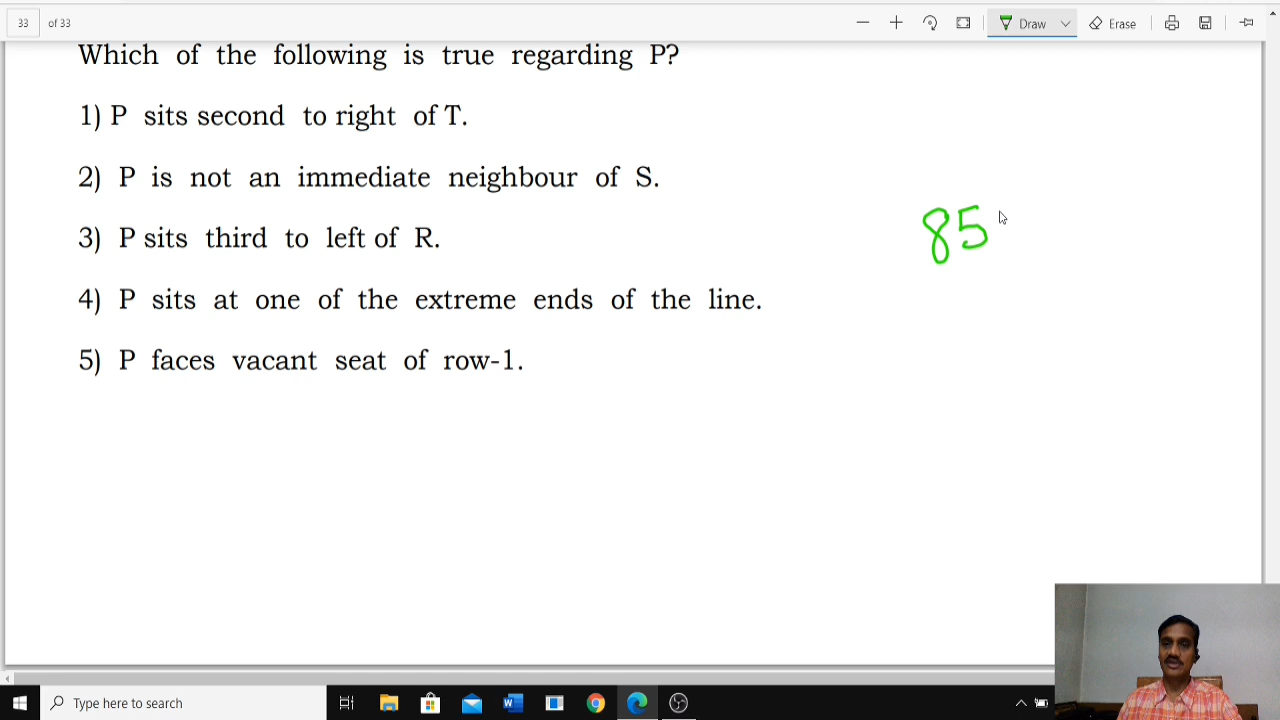 33 of 33
Draw
Erase
Which of the following is true regarding P?
1) P sits second to right of T.
2) P is not an immediate neighbour of S.
85
3) P sits third to left of R.
4) P sits at one of the extreme ends of the line.
5) P faces vacant seat of row-1.
Type here to search